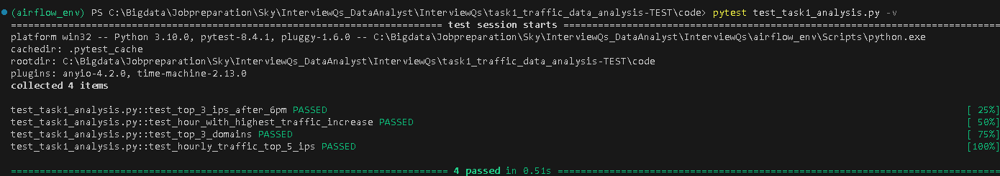 (airflow_env) PS C:\Bigdata\Jobpreparation\Sky\InterviewQs_DataAnalyst\InterviewQs\task1_traffic_data_analysis-TEST\code> pytest test_task1_analysis.py -v
============================= test session starts =============================
platform win32 -- Python 3.10.0, pytest-8.4.1, pluggy-1.6.0 -- C:\Bigdata\Jobpreparation\Sky\InterviewQs_DataAnalyst\InterviewQs\airflow_env\Scripts\python.exe
cachedir: .pytest_cache
rootdir: C:\Bigdata\Jobpreparation\Sky\InterviewQs_DataAnalyst\InterviewQs\task1_traffic_data_analysis-TEST\code
plugins: anyio-4.2.0, time-machine-2.13.0
collected 4 items
test_task1_analysis.py::test_top_3_ips_after_6pm PASSED [ 25%]
test_task1_analysis.py::test_hour_with_highest_traffic_increase PASSED [ 50%]
test_task1_analysis.py::test_top_3_domains PASSED [ 75%]
test_task1_analysis.py::test_hourly_traffic_top_5_ips PASSED [100%]
============================= 4 passed in 0.51s =============================